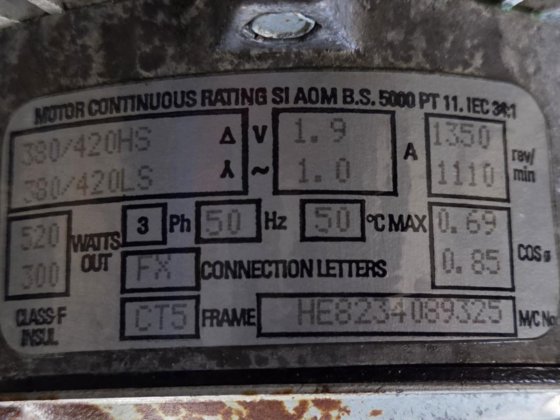 MOTOR CONTINUOUS RATING SI AOM B.S. 5000 PT 11. IEC 34:1
380/420HS Δ V 1.9 A 1350 rev/
380/420LS ⅄ ~ 1.0 1110 min
520 WATTS 3 Ph 50 Hz 50 °C MAX 0.69
300 OUT FX CONNECTION LETTERS 0.85 COS ø
CLASS-F INSUL CT5 FRAME HE8234089325 M/C No